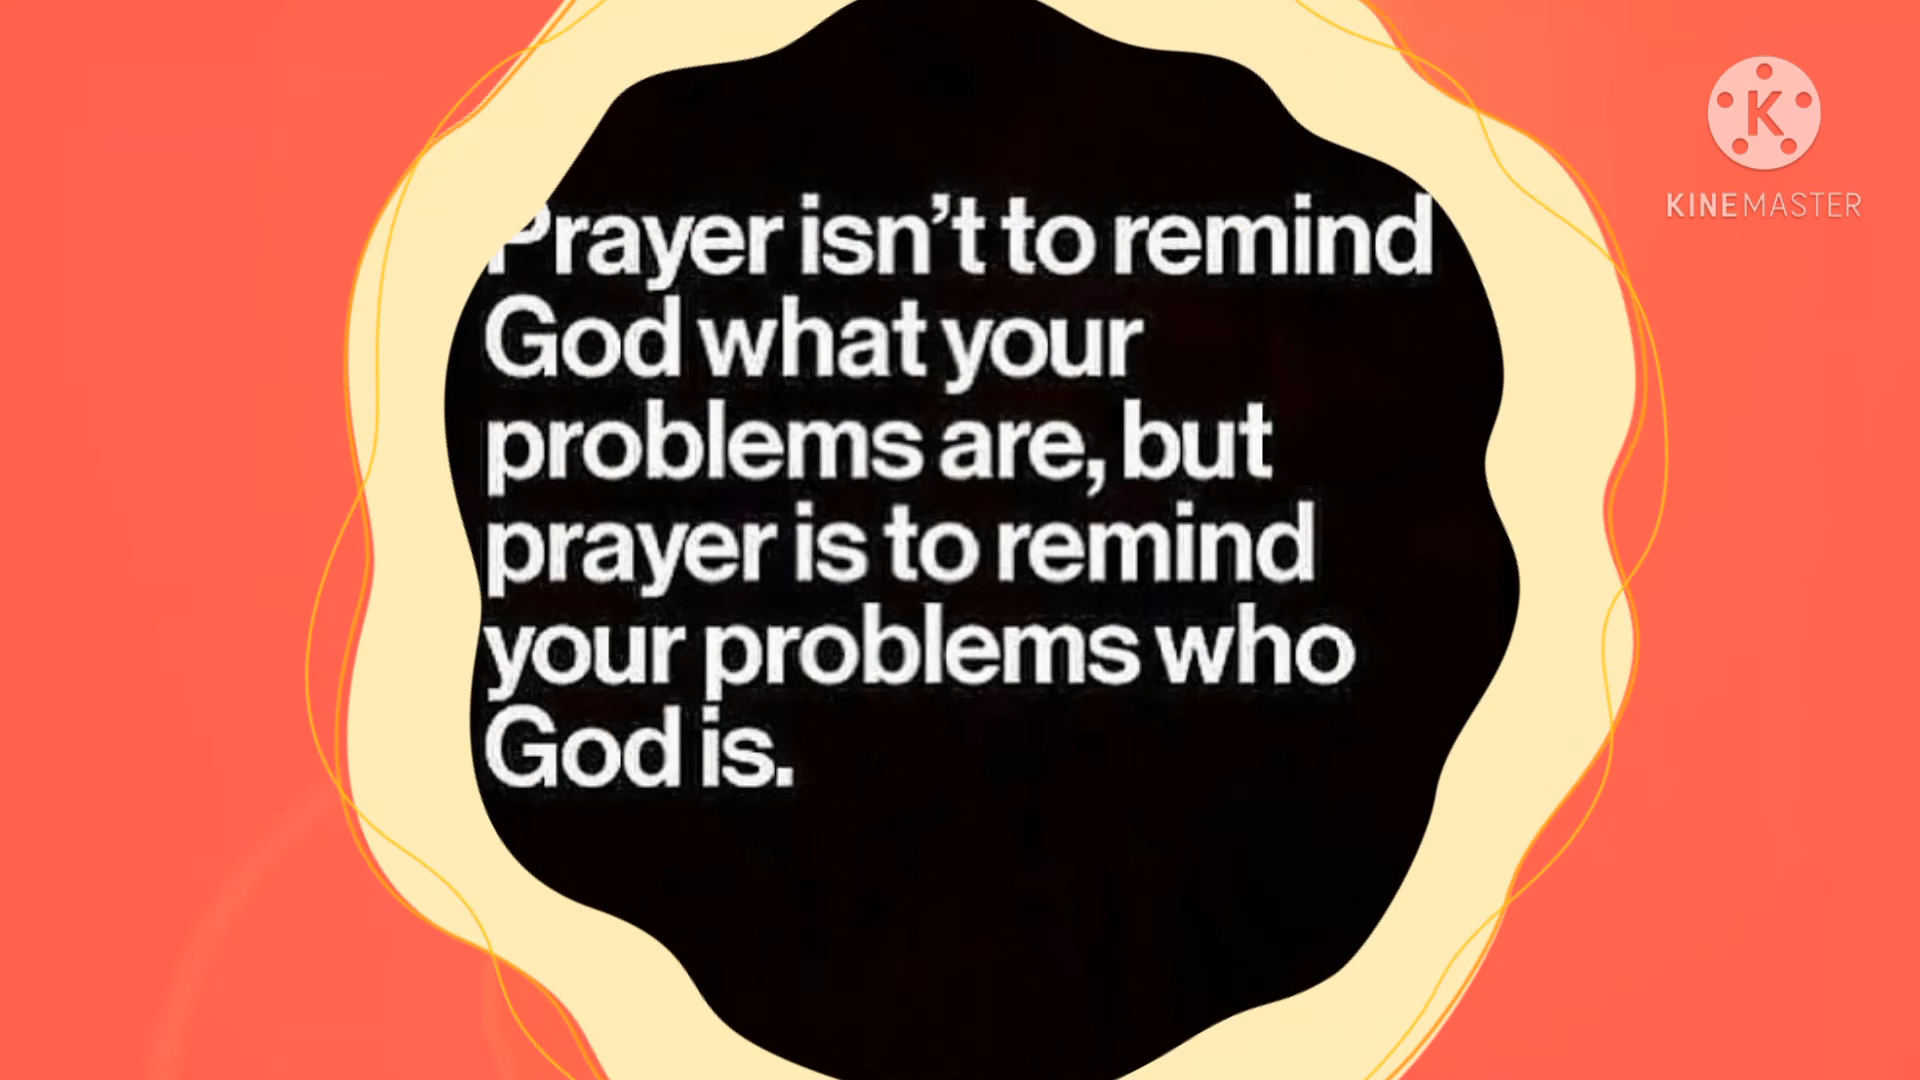 Prayer isn’t to remind
God what your
problems are, but
prayer is to remind
your problems who
God is.
K
KINEMASTER